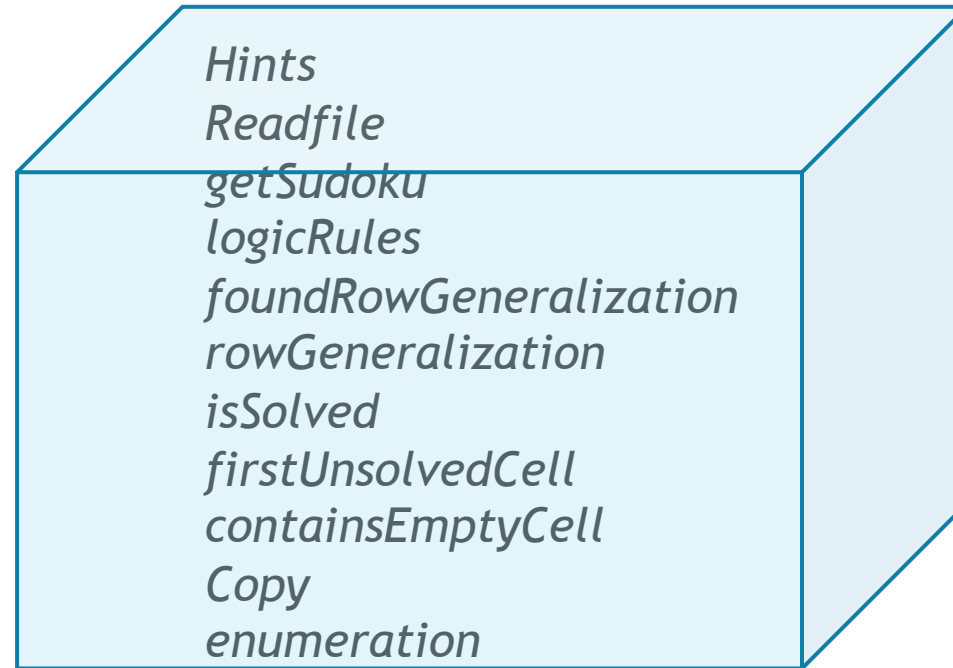 Hints
Readfile
getSudoku
logicRules
foundRowGeneralization
rowGeneralization
isSolved
firstUnsolvedCell
containsEmptyCell
Copy
enumeration